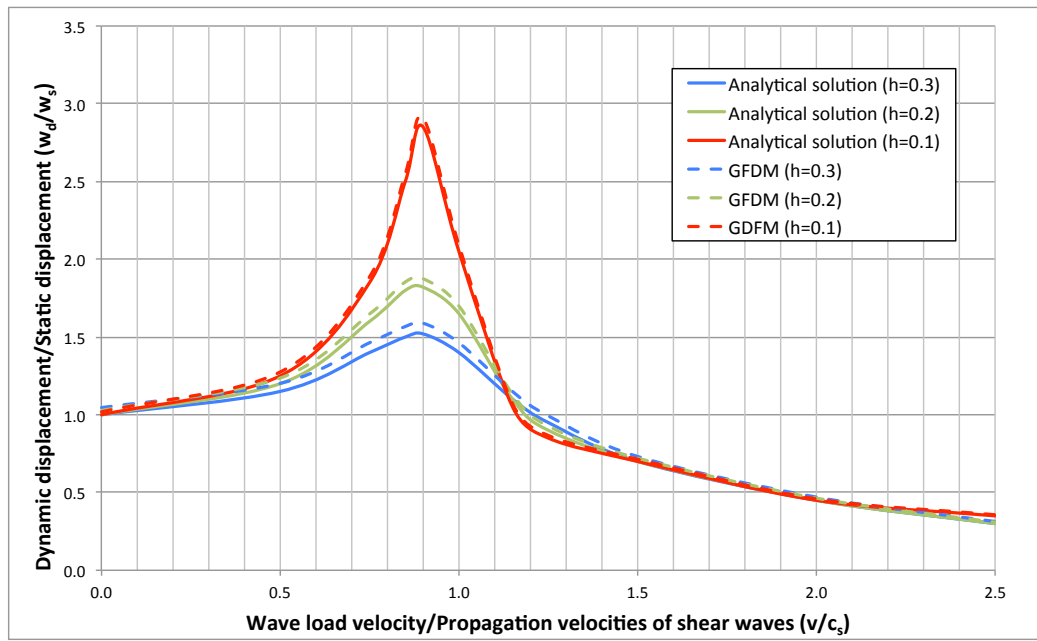 3.5
3.0
2.5
2.0
1.5
1.0
0.5
0.0
Dynamic displacement/Static displacement (w_d/w_s)
Analytical solution (h=0.3)
Analytical solution (h=0.2)
Analytical solution (h=0.1)
GFDM (h=0.3)
GFDM (h=0.2)
GDFM (h=0.1)
0.0 0.5 1.0 1.5 2.0 2.5
Wave load velocity/Propagation velocities of shear waves (v/c_s)